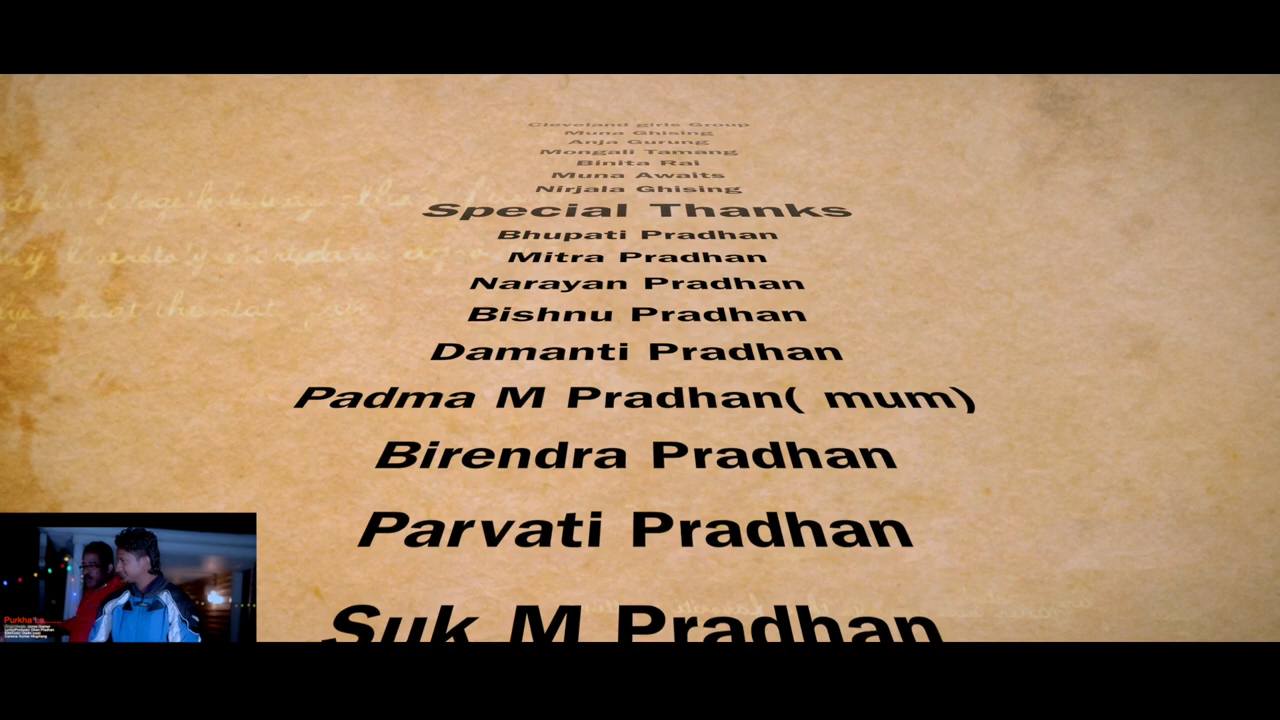 Cleveland girls Group
Muna Ghising
Anja Gurung
Mongali Tamang
Binita Rai
Muna Awaits
Nirjala Ghising
Special Thanks
Bhupati Pradhan
Mitra Pradhan
Narayan Pradhan
Bishnu Pradhan
Damanti Pradhan
Padma M Pradhan( mum)
Birendra Pradhan
Parvati Pradhan
Suk M Pradhan